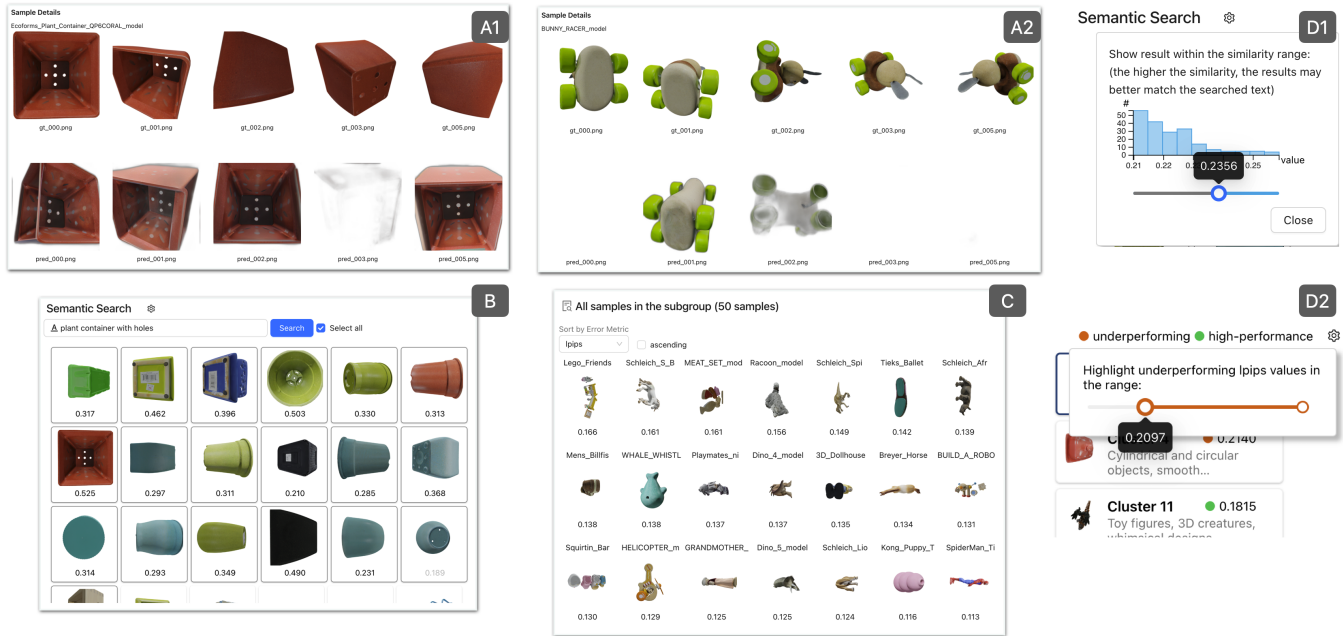 Sample Details
A1
Ecoforms_Plant_Container_QP6CORAL_model
gt_000.png gt_001.png gt_002.png gt_003.png gt_005.png
pred_000.png pred_001.png pred_002.png pred_003.png pred_005.png
Sample Details
A2
BUNNY_RACER_model
gt_000.png gt_001.png gt_002.png gt_003.png gt_005.png
pred_000.png pred_001.png pred_002.png pred_003.png pred_005.png
Semantic Search
D1
Show result within the similarity range:
(the higher the similarity, the results may
better match the searched text)
#
50
40
30
20
10
0
0.21 0.22 0.25
value
0.2356
Close
Semantic Search
B
plant container with holes
Search
Select all
0.317 0.462 0.396 0.503 0.330 0.313
0.525 0.297 0.311 0.210 0.285 0.368
0.314 0.293 0.349 0.490 0.231 0.189
All samples in the subgroup (50 samples)
C
Sort by Error Metric
lpips
ascending
Lego_Friends Schleich_S_B MEAT_SET_mod Racoon_model Schleich_Spi Tieks_Ballet Schleich_Afr
0.166 0.161 0.161 0.156 0.149 0.142 0.139
Mens_Billfis WHALE_WHISTL Playmates_ni Dino_4_model 3D_Dollhouse Breyer_Horse BUILD_A_ROBO
0.138 0.138 0.137 0.137 0.135 0.134 0.131
Squirtin_Bar HELICOPTER_m GRANDMOTHER_ Dino_5_model Schleich_Lio Kong_Puppy_T SpiderMan_Ti
0.130 0.129 0.125 0.125 0.124 0.116 0.113
D2
underperforming high-performance
Highlight underperforming lpips values in
the range:
0.2097
0.2140
Cylindrical and circular
objects, smooth...
Cluster 11 0.1815
Toy figures, 3D creatures,